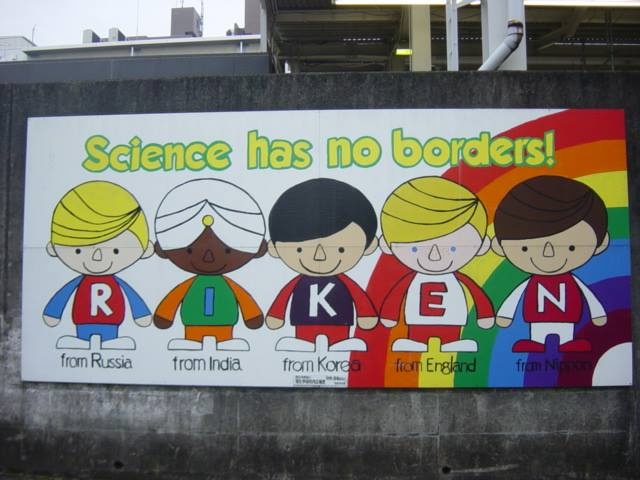 Science has no borders!
R I K E N
from Russia from India from Korea from England from Nippon